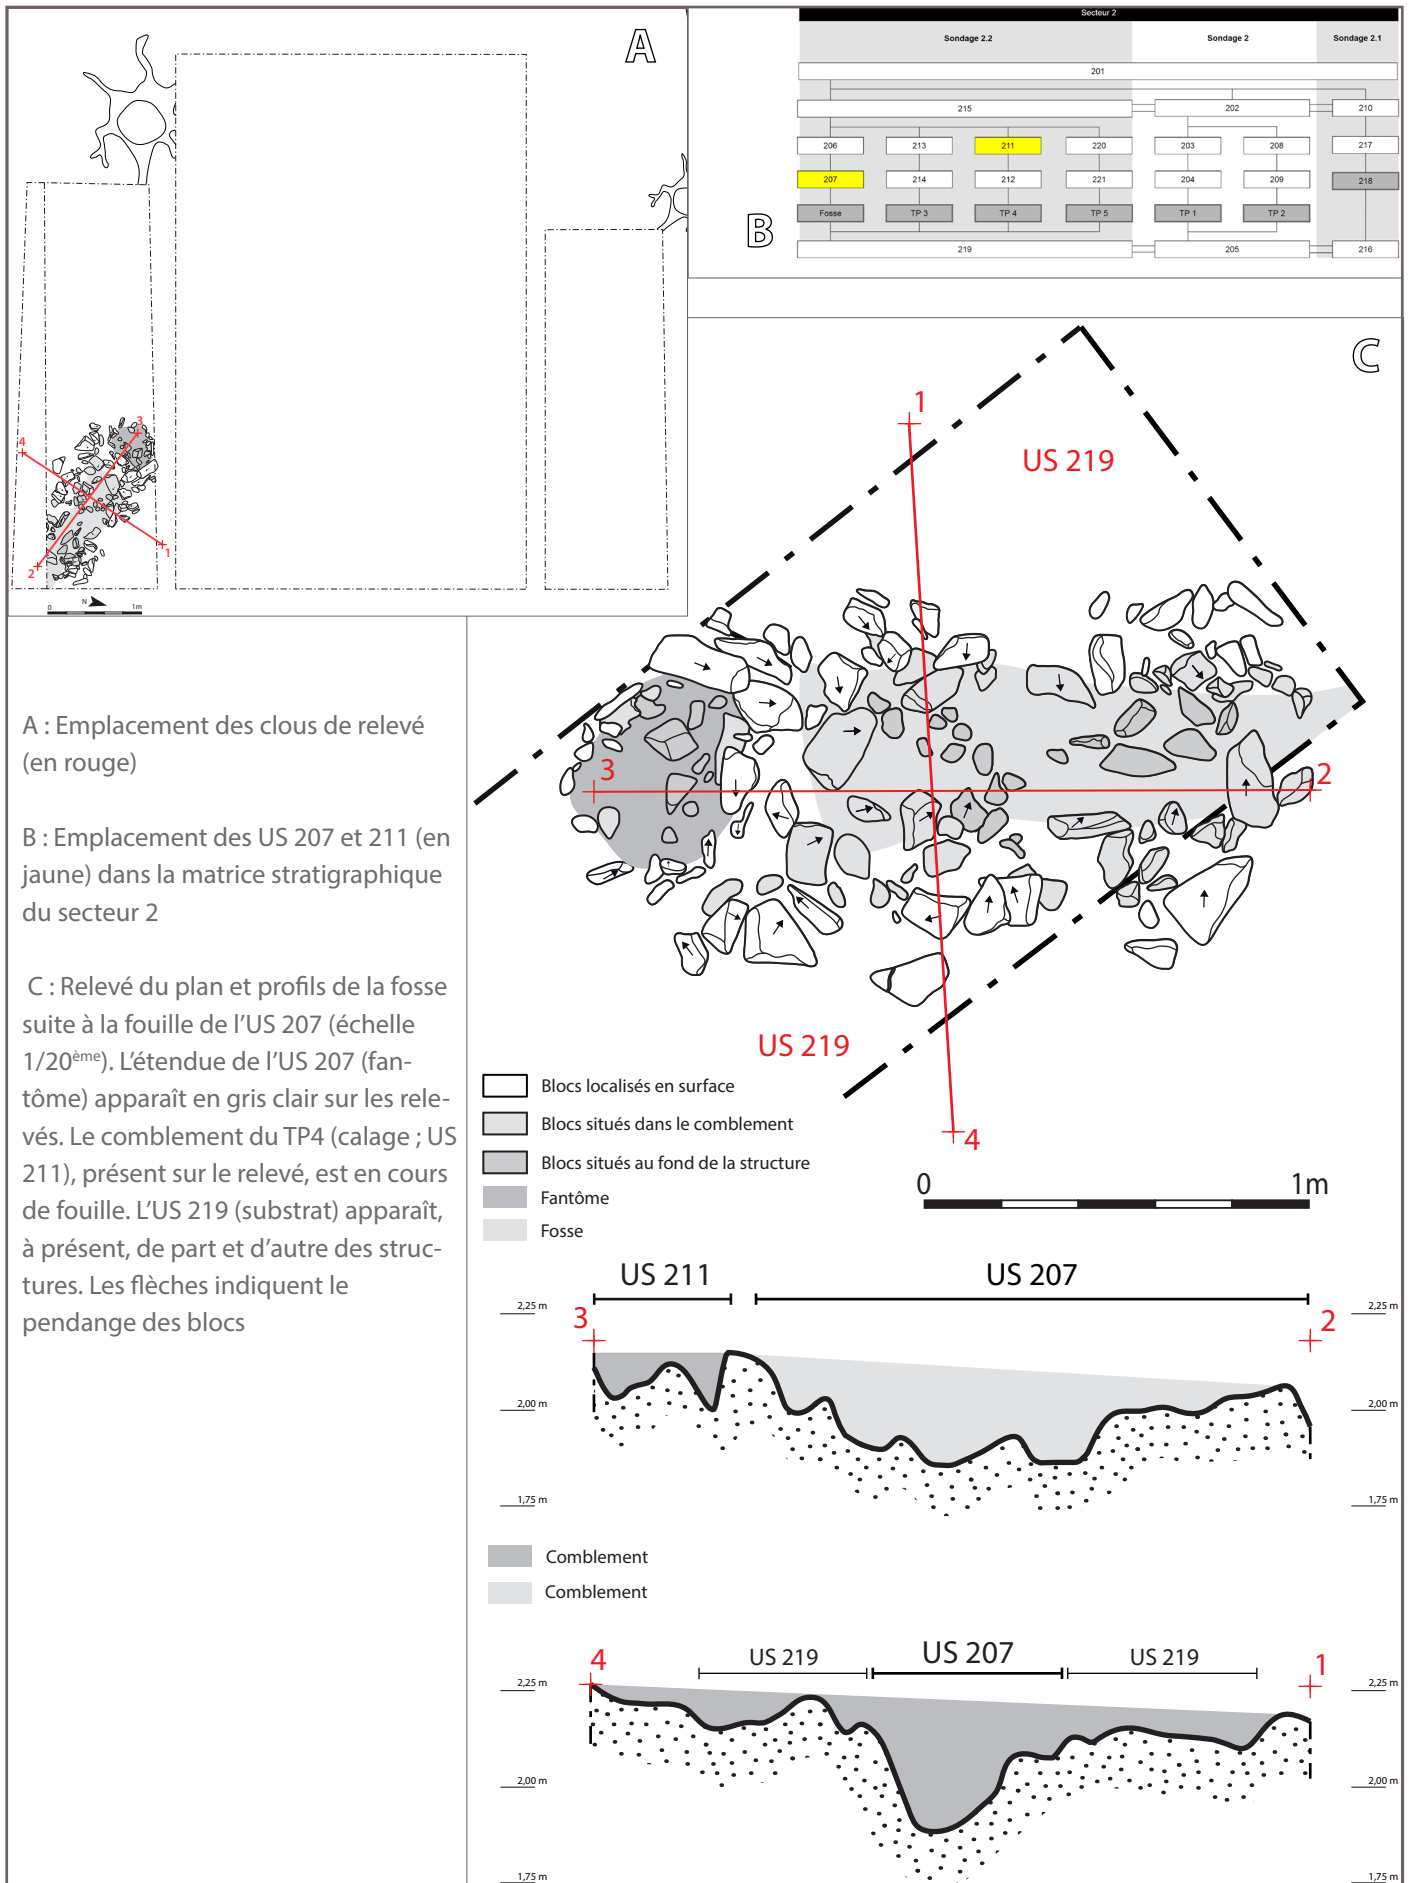 A
4
3
2
1
N
0 1m
Secteur 2
Sondage 2.2 Sondage 2 Sondage 2.1
201
215 202 210
206 213 211 220 203 208 217
207 214 212 221 204 209 218
Fosse TP 3 TP 4 TP 5 TP 1 TP 2
219 205 216
B
C
1
US 219
3
2
US 219
4
A : Emplacement des clous de relevé
(en rouge)
B : Emplacement des US 207 et 211 (en
jaune) dans la matrice stratigraphique
du secteur 2
C : Relevé du plan et profils de la fosse
suite à la fouille de l’US 207 (échelle
1/20ème). L’étendue de l’US 207 (fan-
tôme) apparaît en gris clair sur les rele-
vés. Le comblement du TP4 (calage ; US
211), présent sur le relevé, est en cours
de fouille. L’US 219 (substrat) apparaît,
à présent, de part et d’autre des struc-
tures. Les flèches indiquent le
pendange des blocs
Blocs localisés en surface
Blocs situés dans le comblement
Blocs situés au fond de la structure
Fantôme
Fosse
0 1m
US 211 US 207
2,25 m 2,25 m
3 2
2,00 m 2,00 m
1,75 m 1,75 m
Comblement
Comblement
4 US 219 US 207 US 219 1
2,25 m 2,25 m
2,00 m 2,00 m
1,75 m 1,75 m